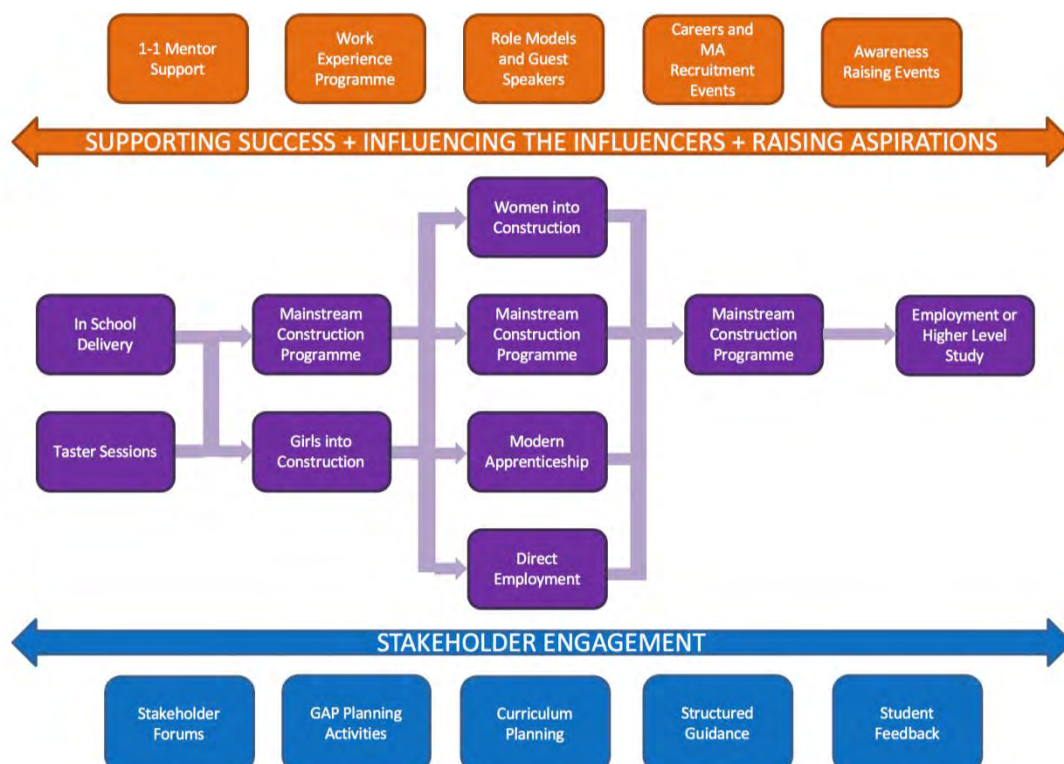 1-1 Mentor
Support
Work
Experience
Programme
Role Models
and Guest
Speakers
Careers and
MA
Recruitment
Events
Awareness
Raising Events
SUPPORTING SUCCESS + INFLUENCING THE INFLUENCERS + RAISING ASPIRATIONS
In School
Delivery
Taster Sessions
Mainstream
Construction
Programme
Girls into
Construction
Women into
Construction
Mainstream
Construction
Programme
Modern
Apprenticeship
Direct
Employment
Mainstream
Construction
Programme
Employment or
Higher Level
Study
STAKEHOLDER ENGAGEMENT
Stakeholder
Forums
GAP Planning
Activities
Curriculum
Planning
Structured
Guidance
Student
Feedback